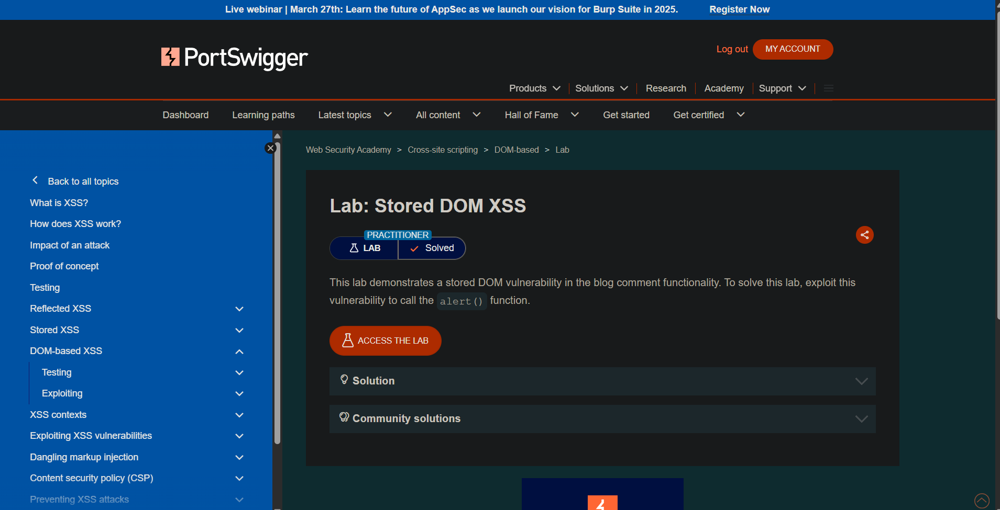 Live webinar | March 27th: Learn the future of AppSec as we launch our vision for Burp Suite in 2025. Register Now
PortSwigger
Log out MY ACCOUNT
Products Solutions Research Academy Support
Dashboard Learning paths Latest topics All content Hall of Fame Get started Get certified
Back to all topics
What is XSS?
How does XSS work?
Impact of an attack
Proof of concept
Testing
Reflected XSS
Stored XSS
DOM-based XSS
Testing
Exploiting
XSS contexts
Exploiting XSS vulnerabilities
Dangling markup injection
Content security policy (CSP)
Preventing XSS attacks
Web Security Academy > Cross-site scripting > DOM-based > Lab
Lab: Stored DOM XSS
PRACTITIONER
LAB Solved
This lab demonstrates a stored DOM vulnerability in the blog comment functionality. To solve this lab, exploit this
vulnerability to call the alert() function.
ACCESS THE LAB
Solution
Community solutions